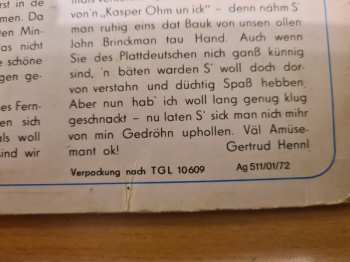 rst in de
men. Da
ten Min-
as nicht
e schöne
gen ge-
es Fern-
en sich
als woll
ind wir
von'n „Kasper Ohm un ick" – denn nähm S'
man ruhig eins dat Bauk von unsen ollen
John Brinckman tau Hand. Auch wenn
Sie des Plattdeutschen nich ganß künnig
sind, 'n bäten warden S' woll doch dor-
von verstahn und düchtig Spaß hebben.
Aber nun hab' ich woll lang genug klug
geschnackt – nu laten S' sick man nich mihr
von min Gedröhn uphollen. Väl Amüse-
mant ok!
Gertrud Hennl
Verpackung nach TGL 10609
Ag 511/01/72